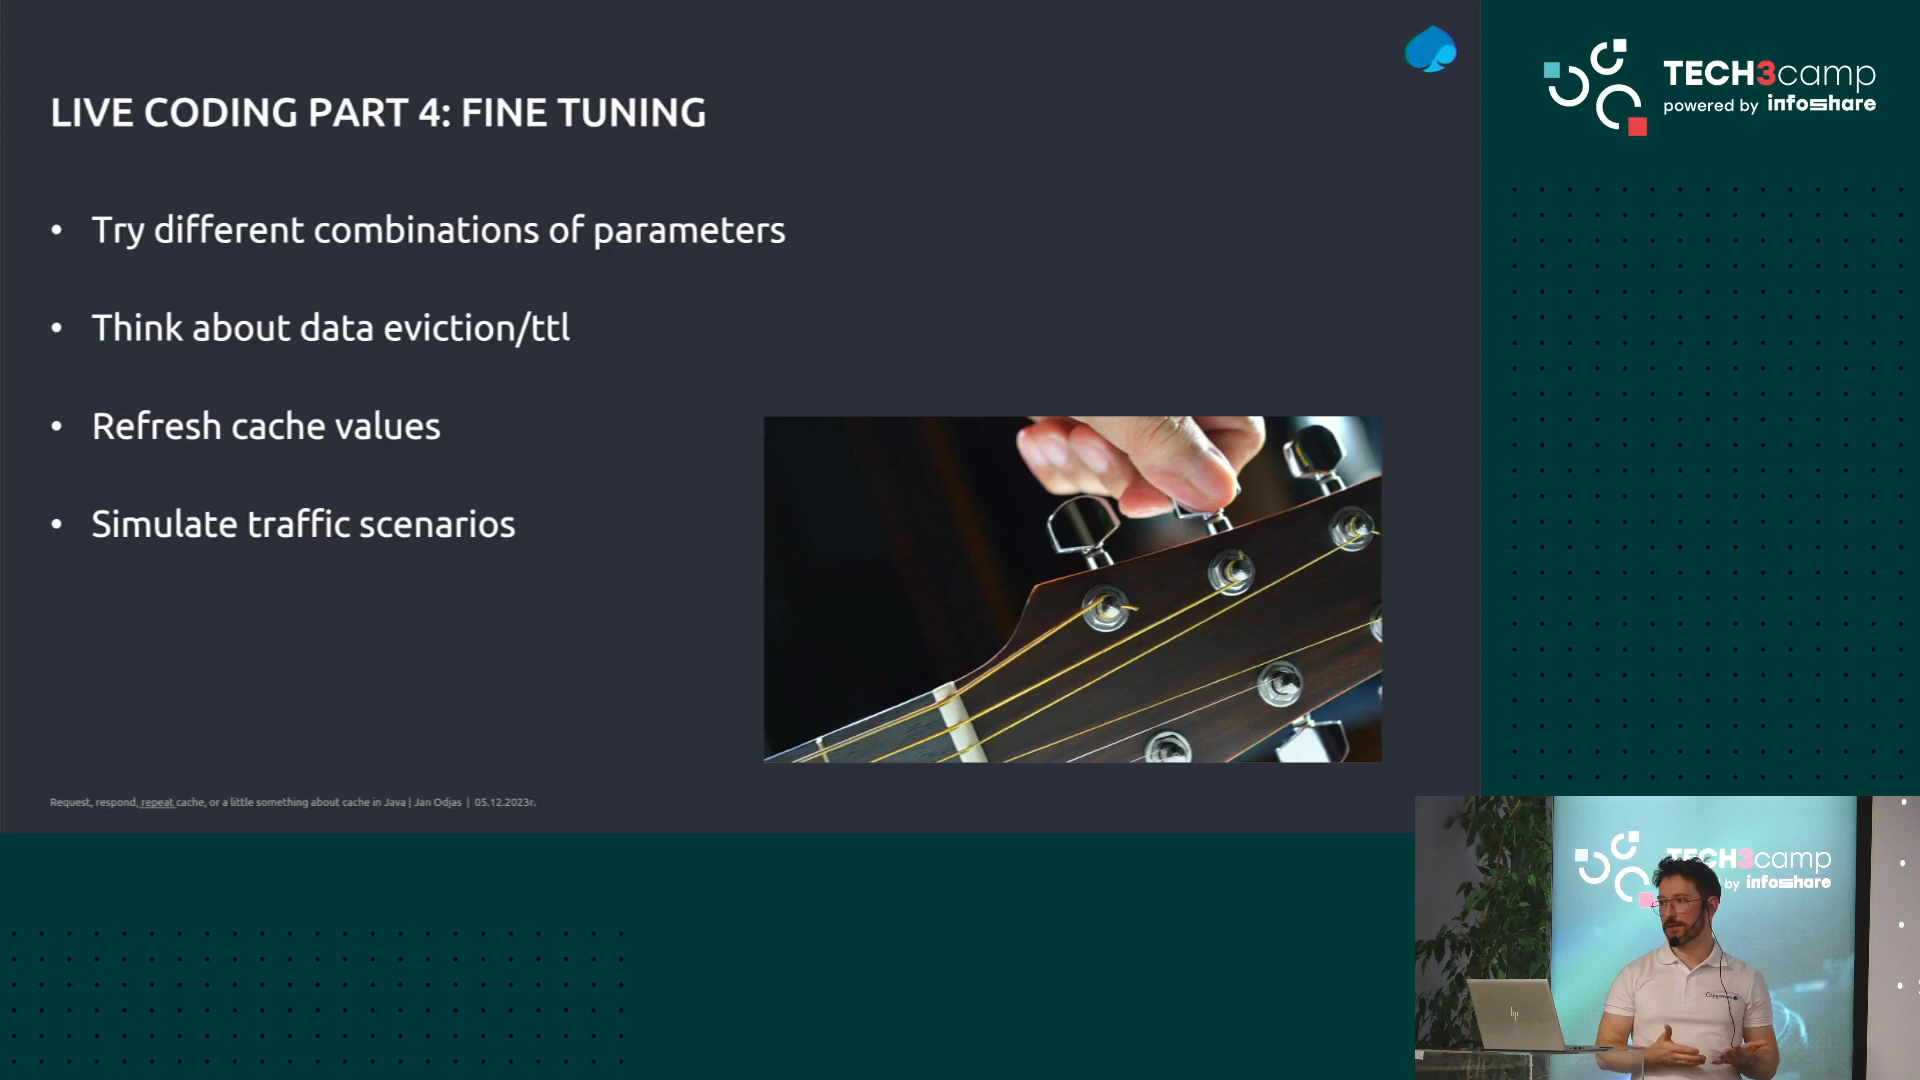 TECH3camp
powered by infoshare
LIVE CODING PART 4: FINE TUNING
• Try different combinations of parameters
• Think about data eviction/ttl
• Refresh cache values
• Simulate traffic scenarios
Request, respond, repeat cache, or a little something about cache in Java | Jan Odjas | 05.12.2023r.
TECH3camp
by infoshare
Capgemini
hp